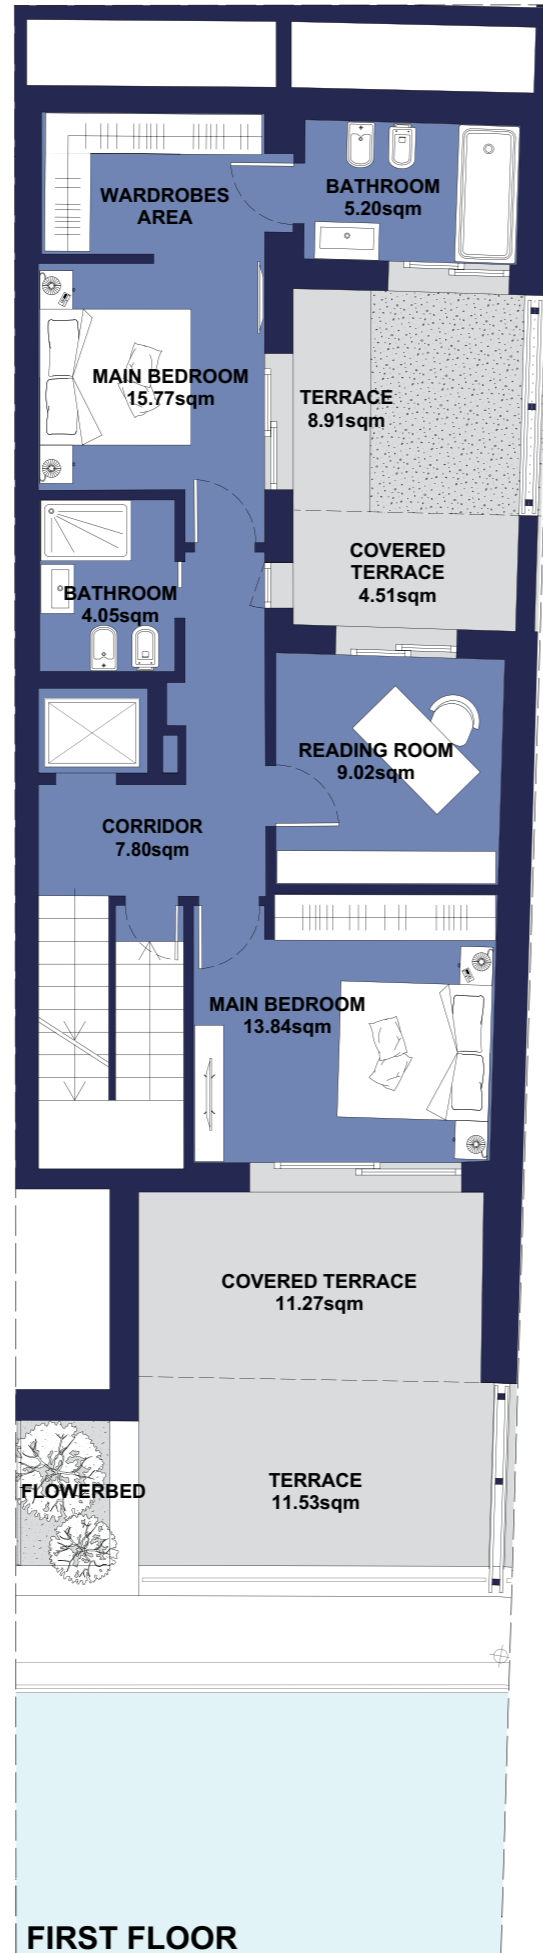 WARDROBES
AREA
BATHROOM
5.20sqm
MAIN BEDROOM
15.77sqm
TERRACE
8.91sqm
COVERED
TERRACE
4.51sqm
BATHROOM
4.05sqm
READING ROOM
9.02sqm
CORRIDOR
7.80sqm
MAIN BEDROOM
13.84sqm
COVERED TERRACE
11.27sqm
TERRACE
11.53sqm
FLOWERBED
FIRST FLOOR